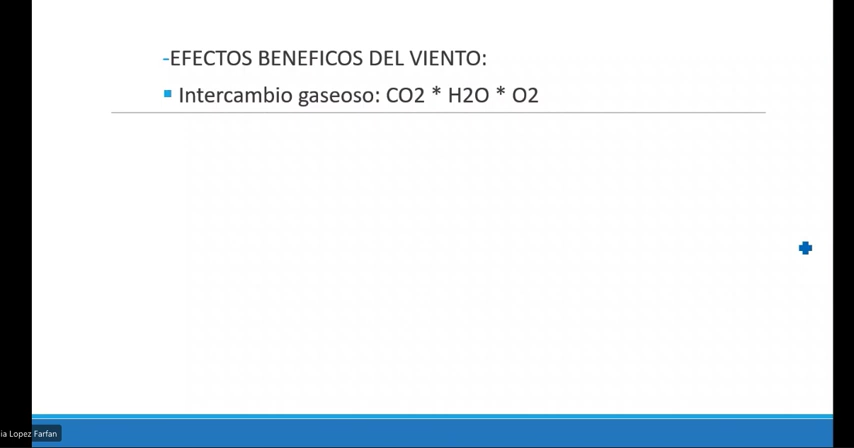 -EFECTOS BENEFICOS DEL VIENTO:
Intercambio gaseoso: CO2 * H2O * O2
ia Lopez Farfan